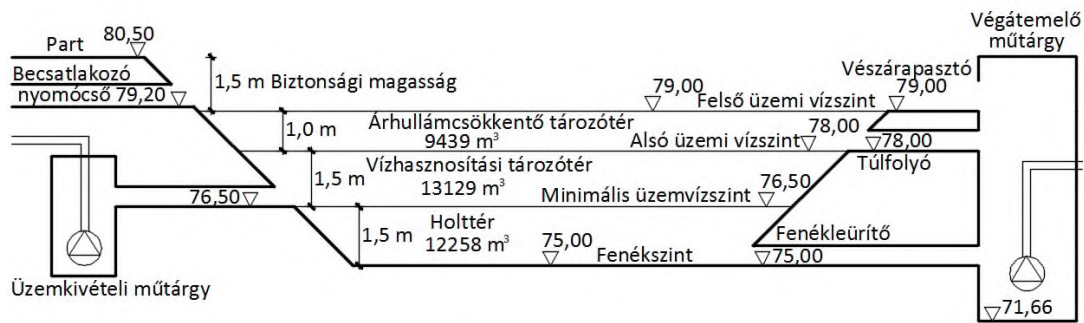 Part
80,50
Becsatlakozó
nyomócső 79,20
1,5 m Biztonsági magasság
79,00
Felső üzemi vízszint
Végátemelő
műtárgy
Vészárapasztó
79,00
1,0 m
Árhullámcsökkentő tározótér
9439 m³
Alsó üzemi vízszint
78,00
78,00
Túlfolyó
1,5 m
Vízhasznosítási tározótér
13129 m³
76,50
Minimális üzemvízszint
76,50
1,5 m
Holttér
12258 m³
75,00
Fenékszint
Fenékleürítő
75,00
Üzemkivételi műtárgy
71,66